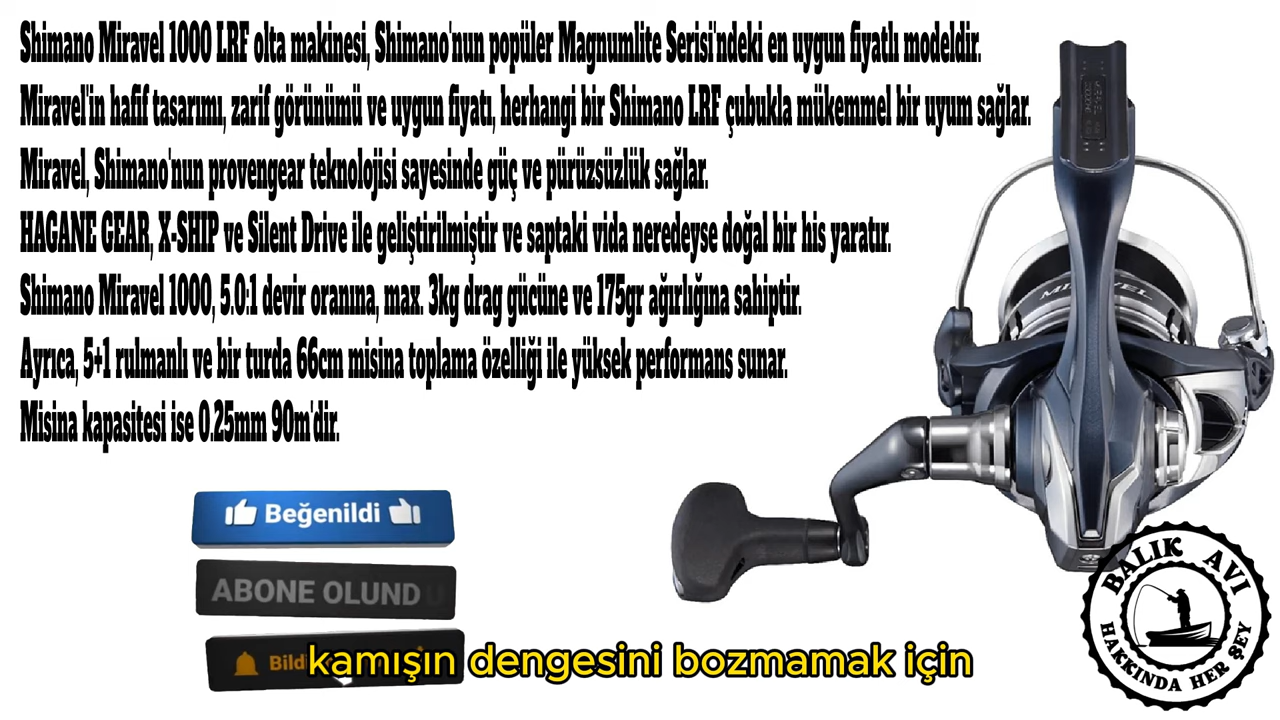 Shimano Miravel 1000 LRF olta makinesi, Shimano'nun popüler Magnumlite Serisi'ndeki en uygun fiyatlı modeldir.
Miravel'in hafif tasarımı, zarif görünümü ve uygun fiyatı, herhangi bir Shimano LRF çubukla mükemmel bir uyum sağlar.
Miravel, Shimano'nun provengear teknolojisi sayesinde güç ve pürüzsüzlük sağlar.
HAGANE GEAR, X-SHIP ve Silent Drive ile geliştirilmiştir ve saptaki vida neredeyse doğal bir his yaratır.
Shimano Miravel 1000, 5.0:1 devir oranına, max. 3kg drag gücüne ve 175gr ağırlığına sahiptir.
Ayrıca, 5+1 rulmanlı ve bir turda 66cm misina toplama özelliği ile yüksek performans sunar.
Misina kapasitesi ise 0.25mm 90m'dir.
MIRAVEL
Beğenildi
ABONE OLUNDU
kamışın dengesini bozmamak için
BALIK AVI
HAKKINDA HER ŞEY